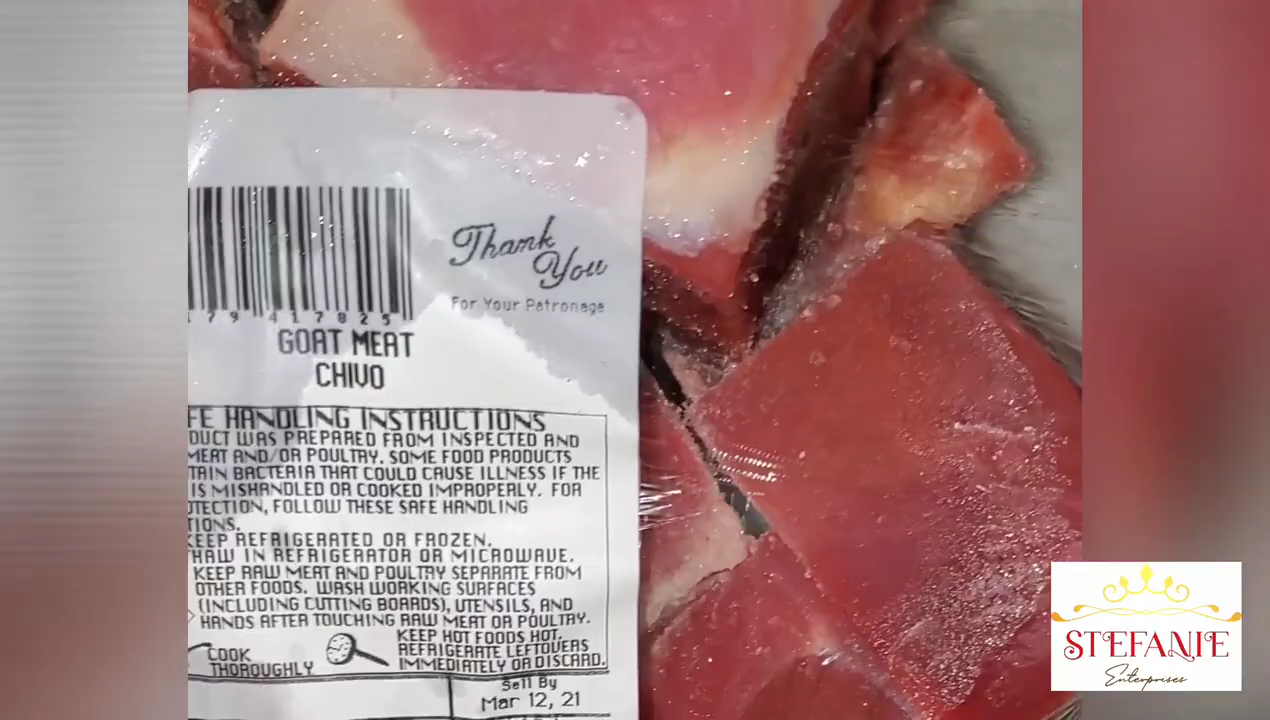 Thank
You
For Your Patronage
79 417825
GOAT MEAT
CHIVO
FE HANDLING INSTRUCTIONS
DUCT WAS PREPARED FROM INSPECTED AND
MEAT AND/OR POULTRY. SOME FOOD PRODUCTS
TAIN BACTERIA THAT COULD CAUSE ILLNESS IF THE
IS MISHANDLED OR COOKED IMPROPERLY. FOR
OTECTION, FOLLOW THESE SAFE HANDLING
TIONS.
KEEP REFRIGERATED OR FROZEN.
HAW IN REFRIGERATOR OR MICROWAVE.
KEEP RAW MEAT AND POULTRY SEPARATE FROM
OTHER FOODS. WASH WORKING SURFACES
(INCLUDING CUTTING BOARDS), UTENSILS, AND
HANDS AFTER TOUCHING RAW MEAT OR POULTRY.
COOK
THOROUGHLY.
KEEP HOT FOODS HOT.
REFRIGERATE LEFTOVERS
IMMEDIATELY OR DISCARD.
Sell By
Mar 12, 21
STEFANIE
Enterprises